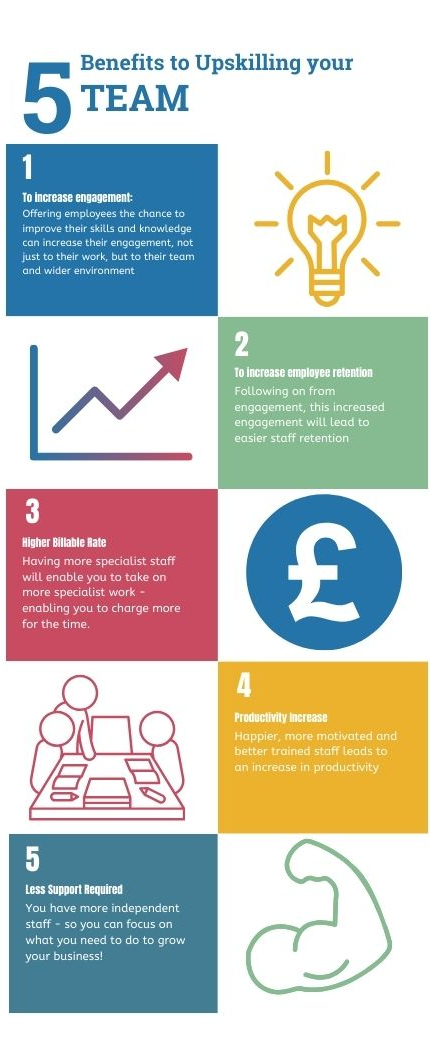 5 Benefits to Upskilling your
TEAM
1
To increase engagement:
Offering employees the chance to
improve their skills and knowledge
can increase their engagement, not
just to their work, but to their team
and wider environment
2
To increase employee retention
Following on from
engagement, this increased
engagement will lead to
easier staff retention
3
Higher Billable Rate
Having more specialist staff
will enable you to take on
more specialist work -
enabling you to charge more
for the time.
£
4
Productivity Increase
Happier, more motivated and
better trained staff leads to
an increase in productivity
5
Less Support Required
You have more independent
staff - so you can focus on
what you need to do to grow
your business!